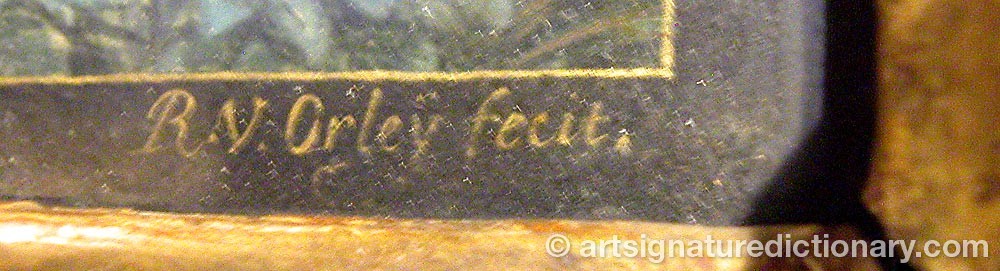 R.V. Orley fecit.
© artsignaturedictionary.com